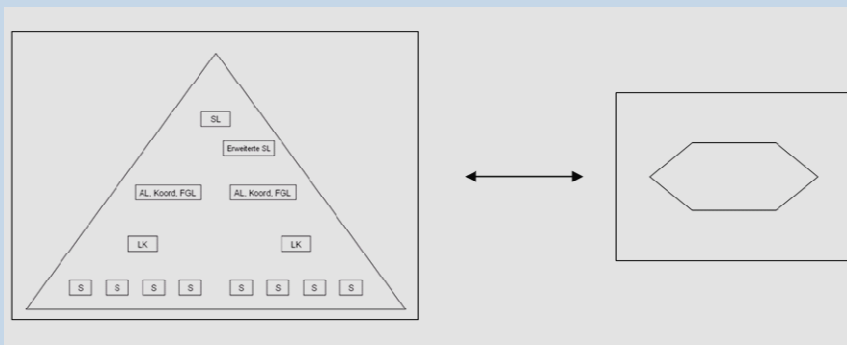 SL
Erweiterte SL
AL, Koord, FGL AL, Koord, FGL
LK LK
S S S S S S S S